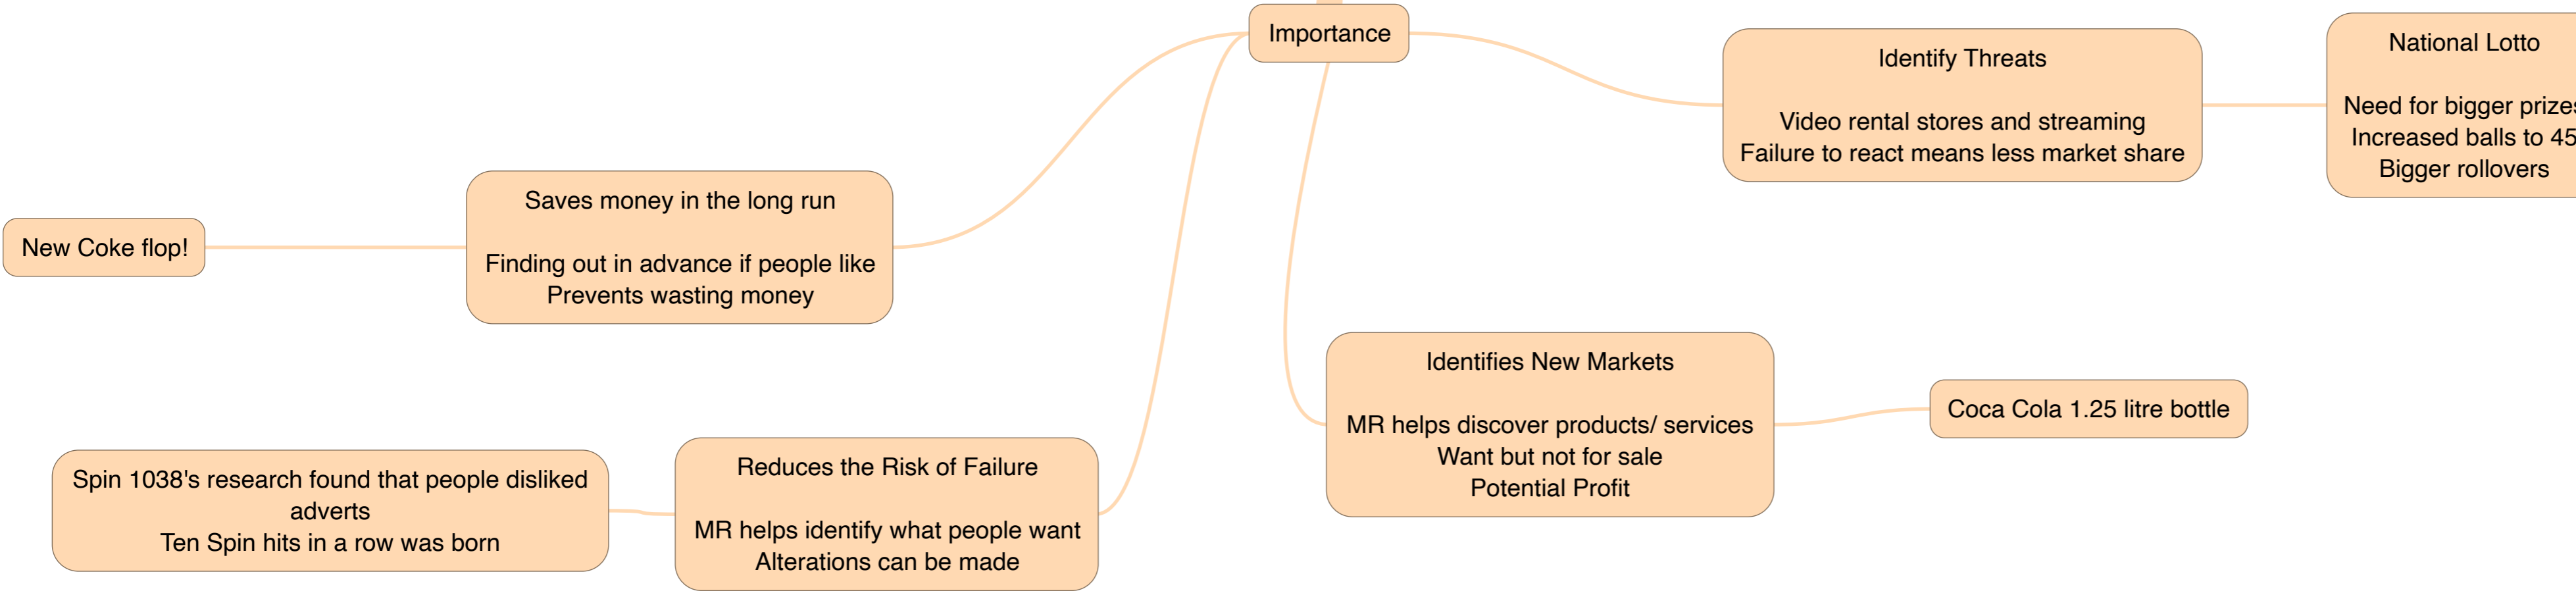 Importance
Identify Threats
Video rental stores and streaming
Failure to react means less market share
National Lotto
Need for bigger prizes
Increased balls to 45
Bigger rollovers
Saves money in the long run
Finding out in advance if people like
Prevents wasting money
New Coke flop!
Identifies New Markets
MR helps discover products/ services
Want but not for sale
Potential Profit
Coca Cola 1.25 litre bottle
Reduces the Risk of Failure
MR helps identify what people want
Alterations can be made
Spin 1038's research found that people disliked
adverts
Ten Spin hits in a row was born